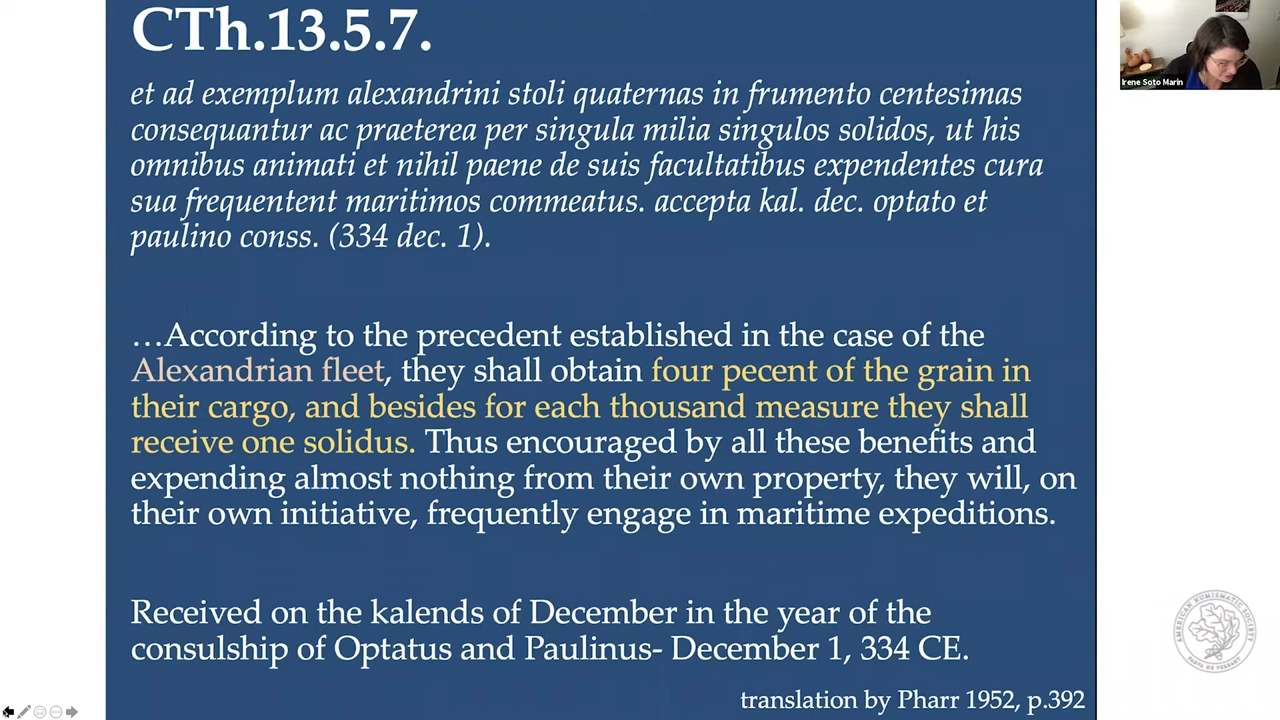 CTh.13.5.7.
et ad exemplum alexandrini stoli quaternas in frumento centesimas
consequantur ac praeterea per singula milia singulos solidos, ut his
omnibus animati et nihil paene de suis facultatibus expendentes cura
sua frequentent maritimos commeatus. accepta kal. dec. optato et
paulino conss. (334 dec. 1).
…According to the precedent established in the case of the
Alexandrian fleet, they shall obtain four pecent of the grain in
their cargo, and besides for each thousand measure they shall
receive one solidus. Thus encouraged by all these benefits and
expending almost nothing from their own property, they will, on
their own initiative, frequently engage in maritime expeditions.
Received on the kalends of December in the year of the
consulship of Optatus and Paulinus- December 1, 334 CE.
translation by Pharr 1952, p.392
Irene Soto Marín
AMERICAN NUMISMATIC SOCIETY